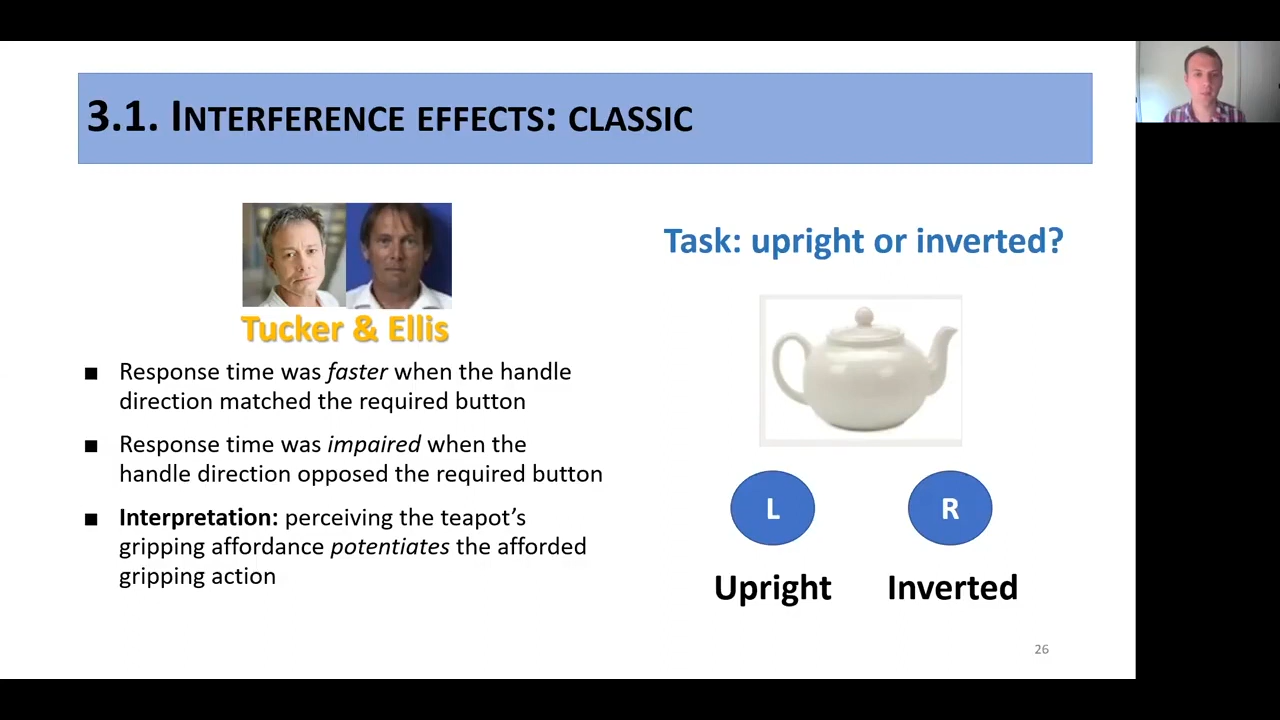 3.1. INTERFERENCE EFFECTS: CLASSIC
Tucker & Ellis
■ Response time was faster when the handle
direction matched the required button
■ Response time was impaired when the
handle direction opposed the required button
■ Interpretation: perceiving the teapot’s
gripping affordance potentiates the afforded
gripping action
Task: upright or inverted?
L R
Upright Inverted
26